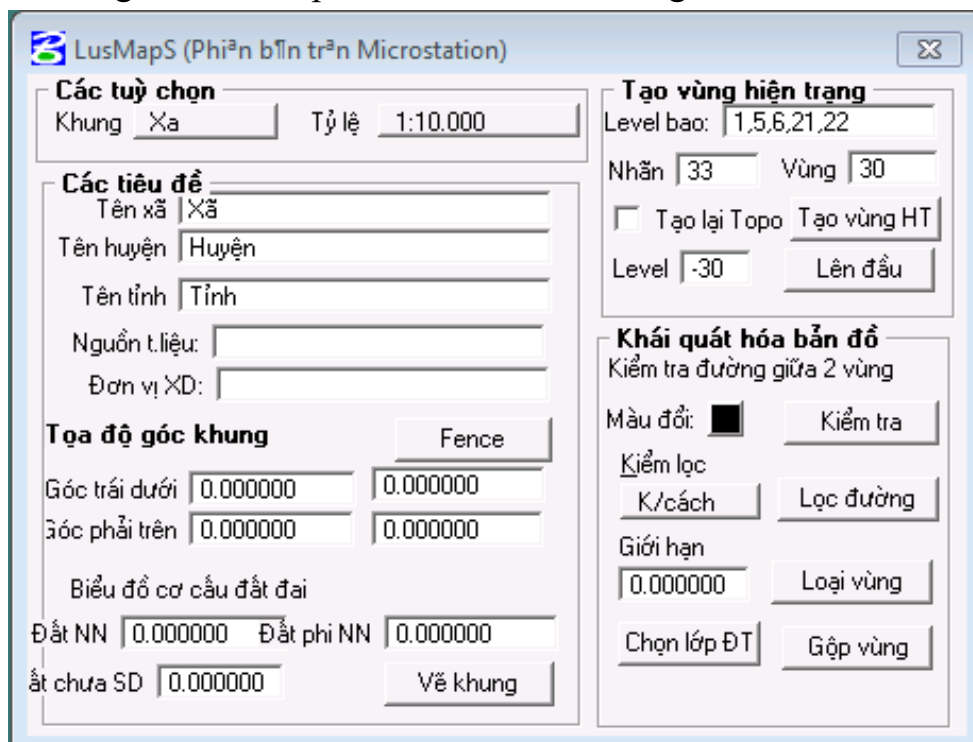 LusMapS (Phiªn b¶n trªn Microstation)
Các tuỳ chọn
Khung Xa Tỷ lệ 1:10.000
Các tiêu đề
Tên xã Xã
Tên huyện Huyện
Tên tỉnh Tỉnh
Nguồn t.liệu:
Đơn vị XD:
Tọa độ góc khung Fence
Góc trái dưới 0.000000 0.000000
Góc phải trên 0.000000 0.000000
Biểu đồ cơ cấu đất đai
Đất NN 0.000000 Đất phi NN 0.000000
ất chưa SD 0.000000 Vẽ khung
Tạo vùng hiện trạng
Level bao: 1,5,6,21,22
Nhãn 33 Vùng 30
Tạo lại Topo Tạo vùng HT
Level -30 Lên đầu
Khái quát hóa bản đồ
Kiểm tra đường giữa 2 vùng
Màu đổi: Kiểm tra
Kiểm lọc
K/cách Lọc đường
Giới hạn
0.000000 Loại vùng
Chọn lớp ĐT Gộp vùng